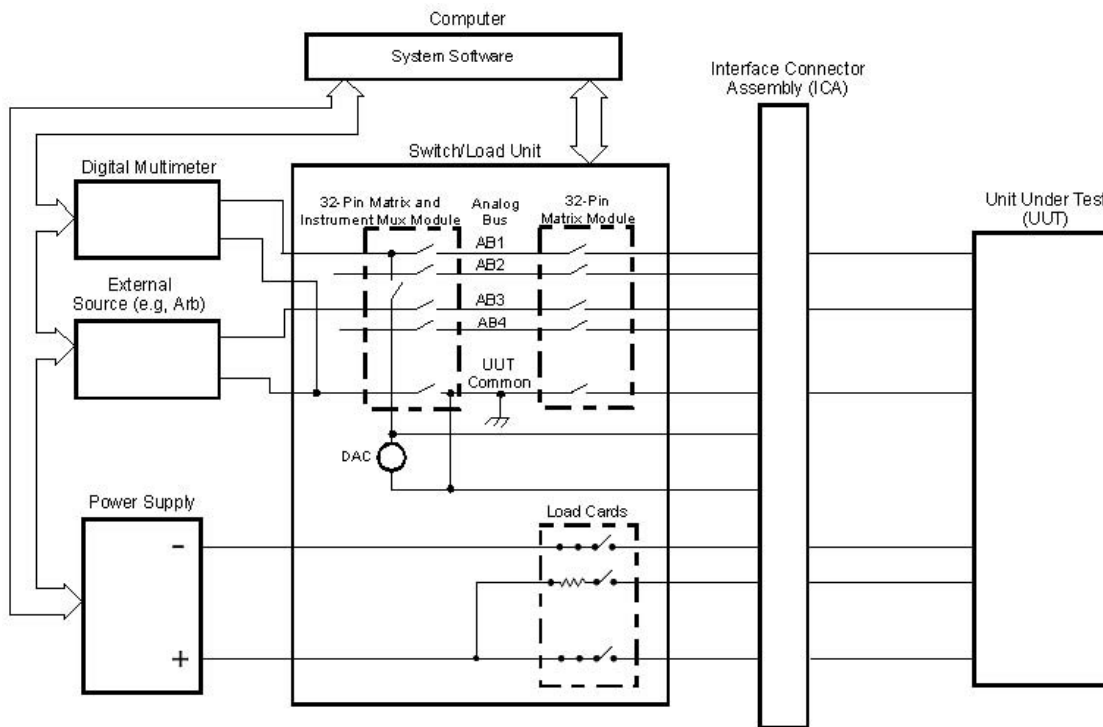 Computer
System Software
Interface Connector
Assembly (ICA)
Switch/Load Unit
Digital Multimeter
32-Pin Matrix and
Instrument Mux Module
Analog
Bus
32-Pin
Matrix Module
Unit Under Test
(UUT)
AB1
AB2
External
Source (e.g, Arb)
AB3
AB4
UUT
Common
DAC
Power Supply
Load Cards
-
+